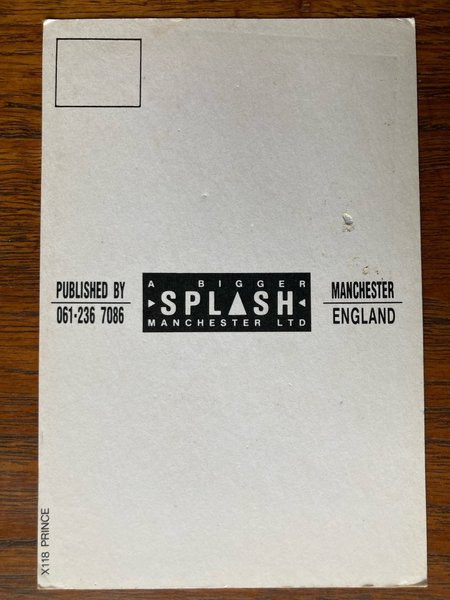 PUBLISHED BY
061-236 7086
A BIGGER
SPLASH
MANCHESTER LTD
MANCHESTER
ENGLAND
X118 PRINCE